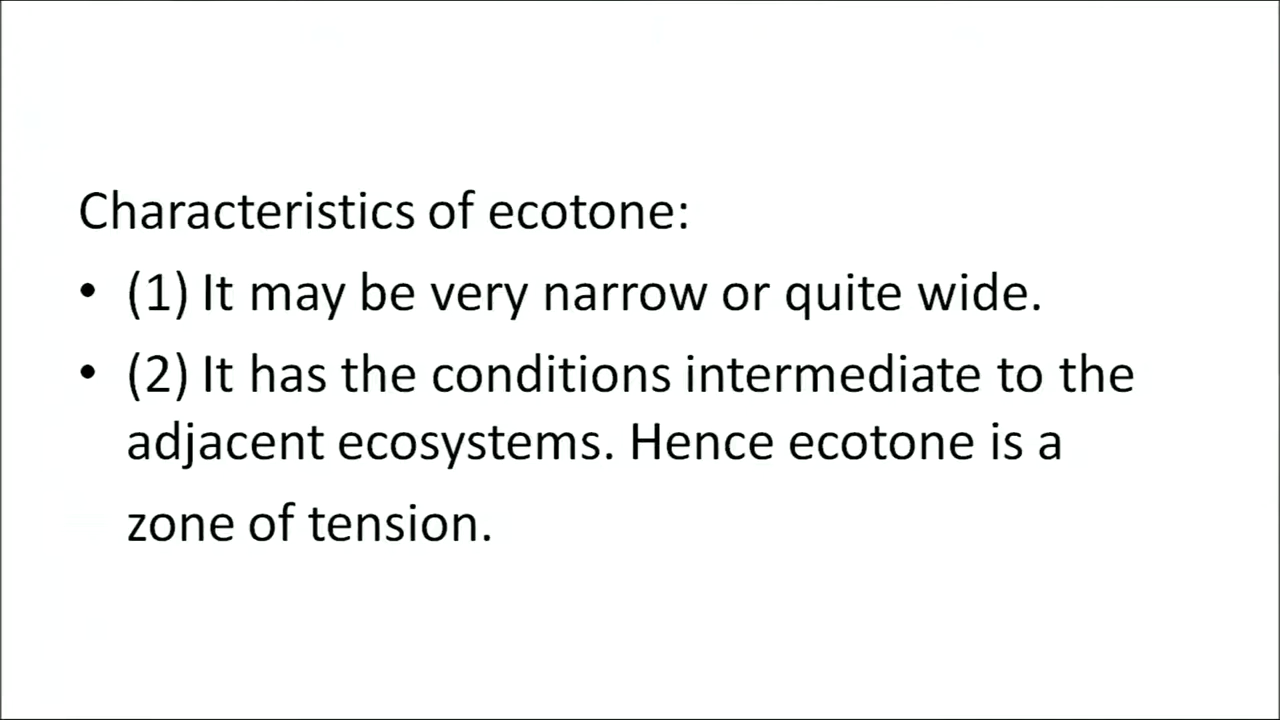 Characteristics of ecotone:
• (1) It may be very narrow or quite wide.
• (2) It has the conditions intermediate to the
adjacent ecosystems. Hence ecotone is a
zone of tension.